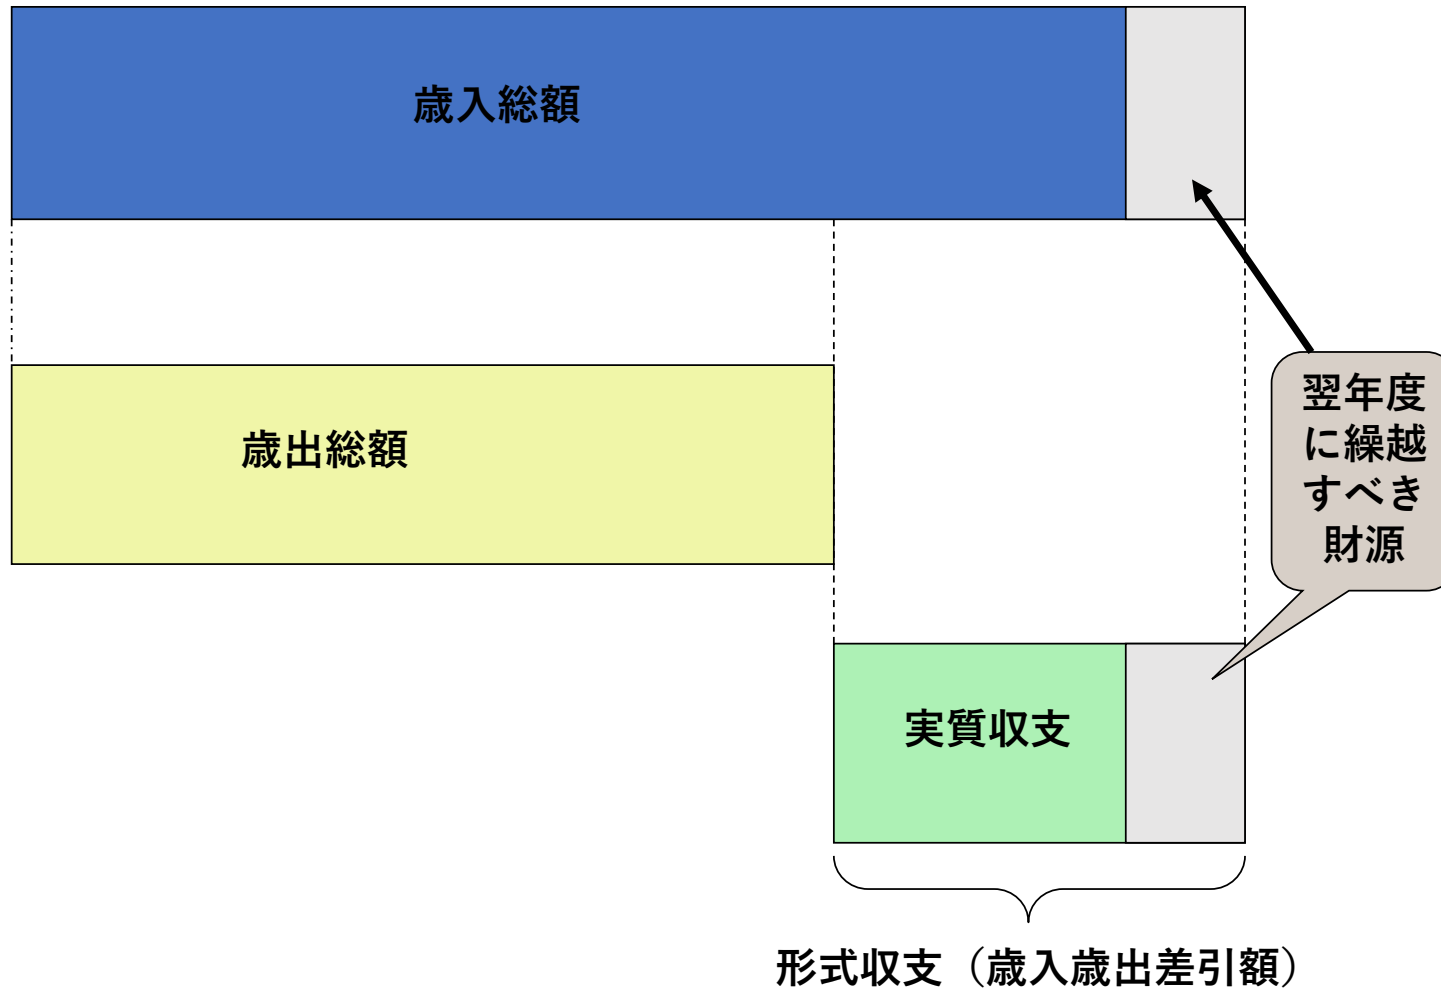 歳入総額
歳出総額
翌年度
に繰越
すべき
財源
実質収支
形式収支（歳入歳出差引額）